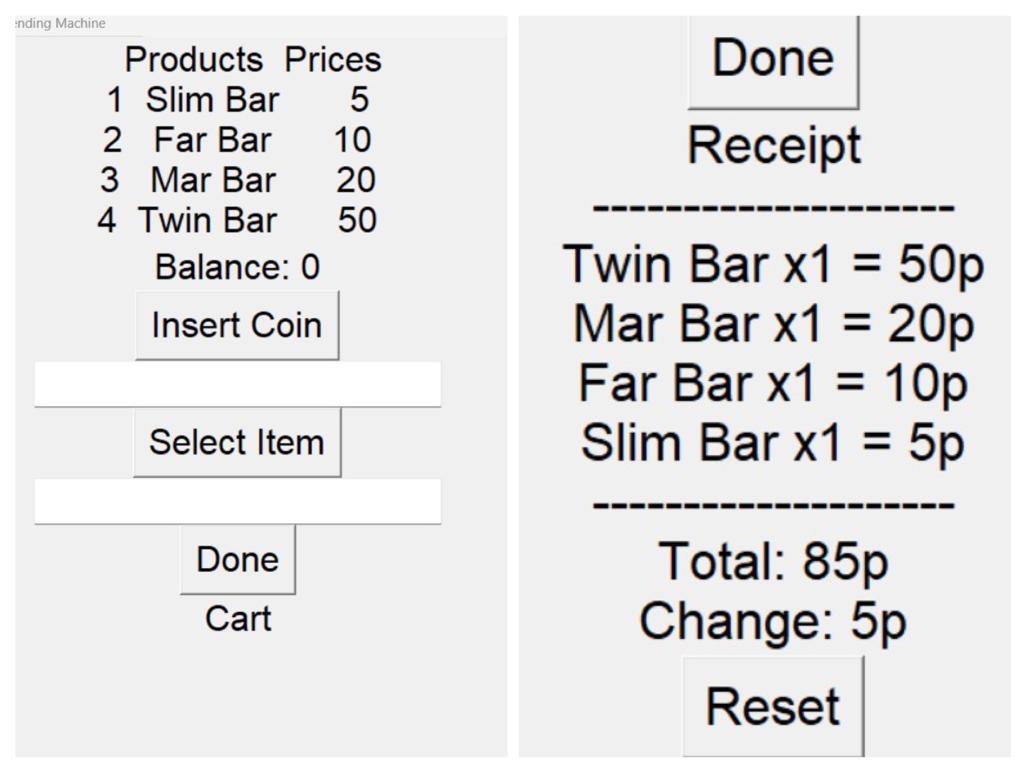 ending Machine
Products Prices
1 Slim Bar 5
2 Far Bar 10
3 Mar Bar 20
4 Twin Bar 50
Balance: 0
Insert Coin
Select Item
Done
Cart
Done
Receipt
--------------------
Twin Bar x1 = 50p
Mar Bar x1 = 20p
Far Bar x1 = 10p
Slim Bar x1 = 5p
--------------------
Total: 85p
Change: 5p
Reset